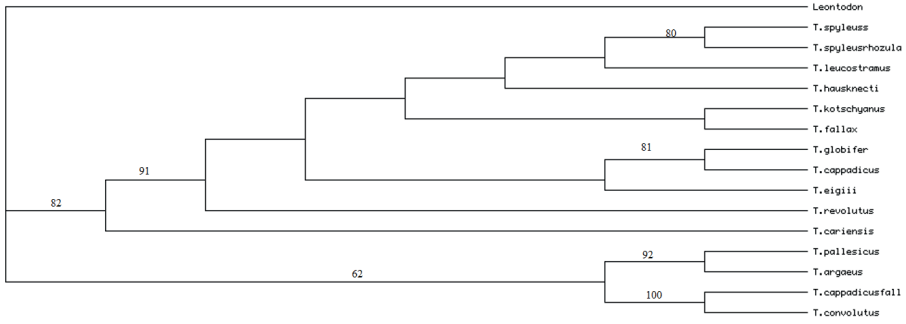 Leontodon
T.spyleuss
80
T.spyleusrhozula
T.leucostramus
T.hausknecti
T.kotschyanus
T.fallax
81
T.globifer
T.cappadicus
91
T.eigiii
82
T.revolutus
T.cariensis
92
T.pallesicus
62
T.argaeus
100
T.cappadicusfall
T.convolutus